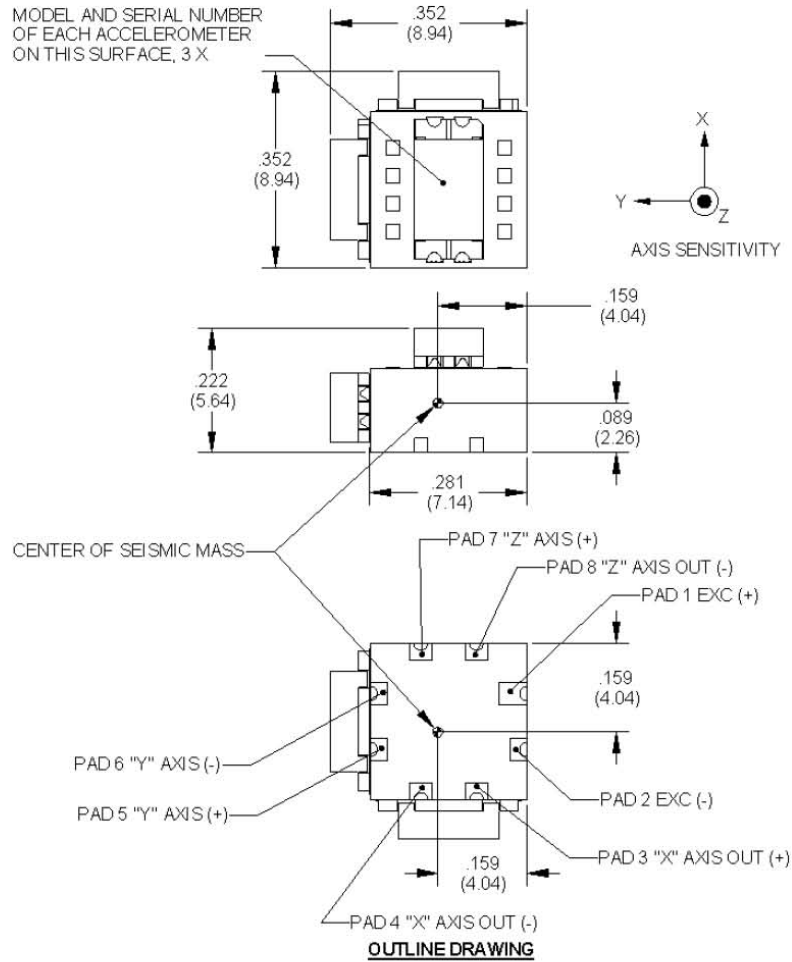 MODEL AND SERIAL NUMBER
OF EACH ACCELEROMETER
ON THIS SURFACE, 3 X
.352
(8.94)
.352
(8.94)
X
Y
Z
AXIS SENSITIVITY
.159
(4.04)
.222
(5.64)
.089
(2.26)
.281
(7.14)
CENTER OF SEISMIC MASS
PAD 7 "Z" AXIS (+)
PAD 8 "Z" AXIS OUT (-)
PAD 1 EXC (+)
.159
(4.04)
PAD 6 "Y" AXIS (-)
PAD 5 "Y" AXIS (+)
PAD 2 EXC (-)
PAD 3 "X" AXIS OUT (+)
.159
(4.04)
PAD 4 "X" AXIS OUT (-)
OUTLINE DRAWING